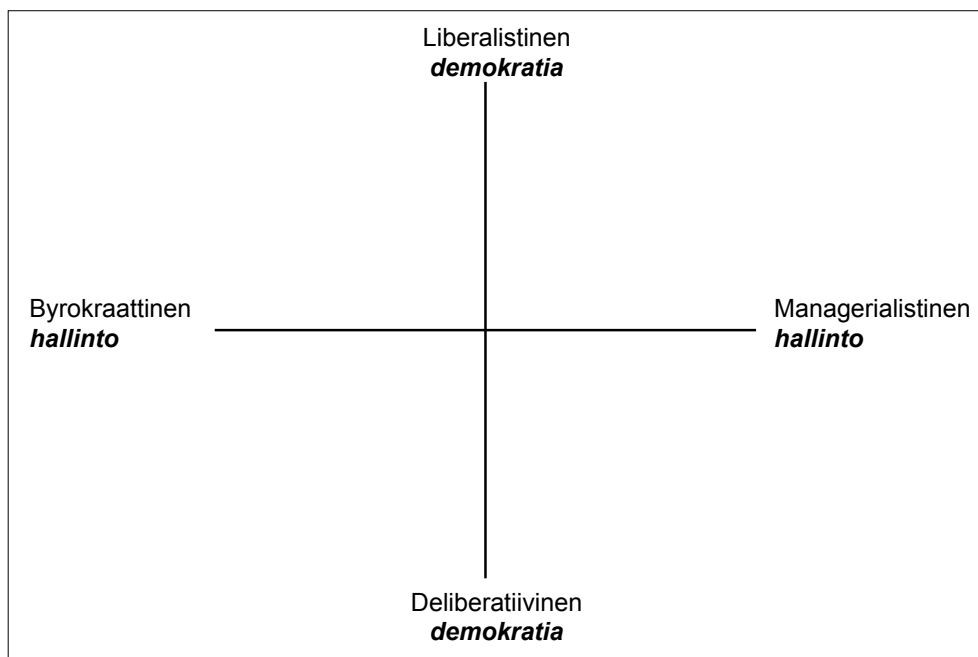 Liberalistinen
demokratia
Byrokraattinen
hallinto
Managerialistinen
hallinto
Deliberatiivinen
demokratia